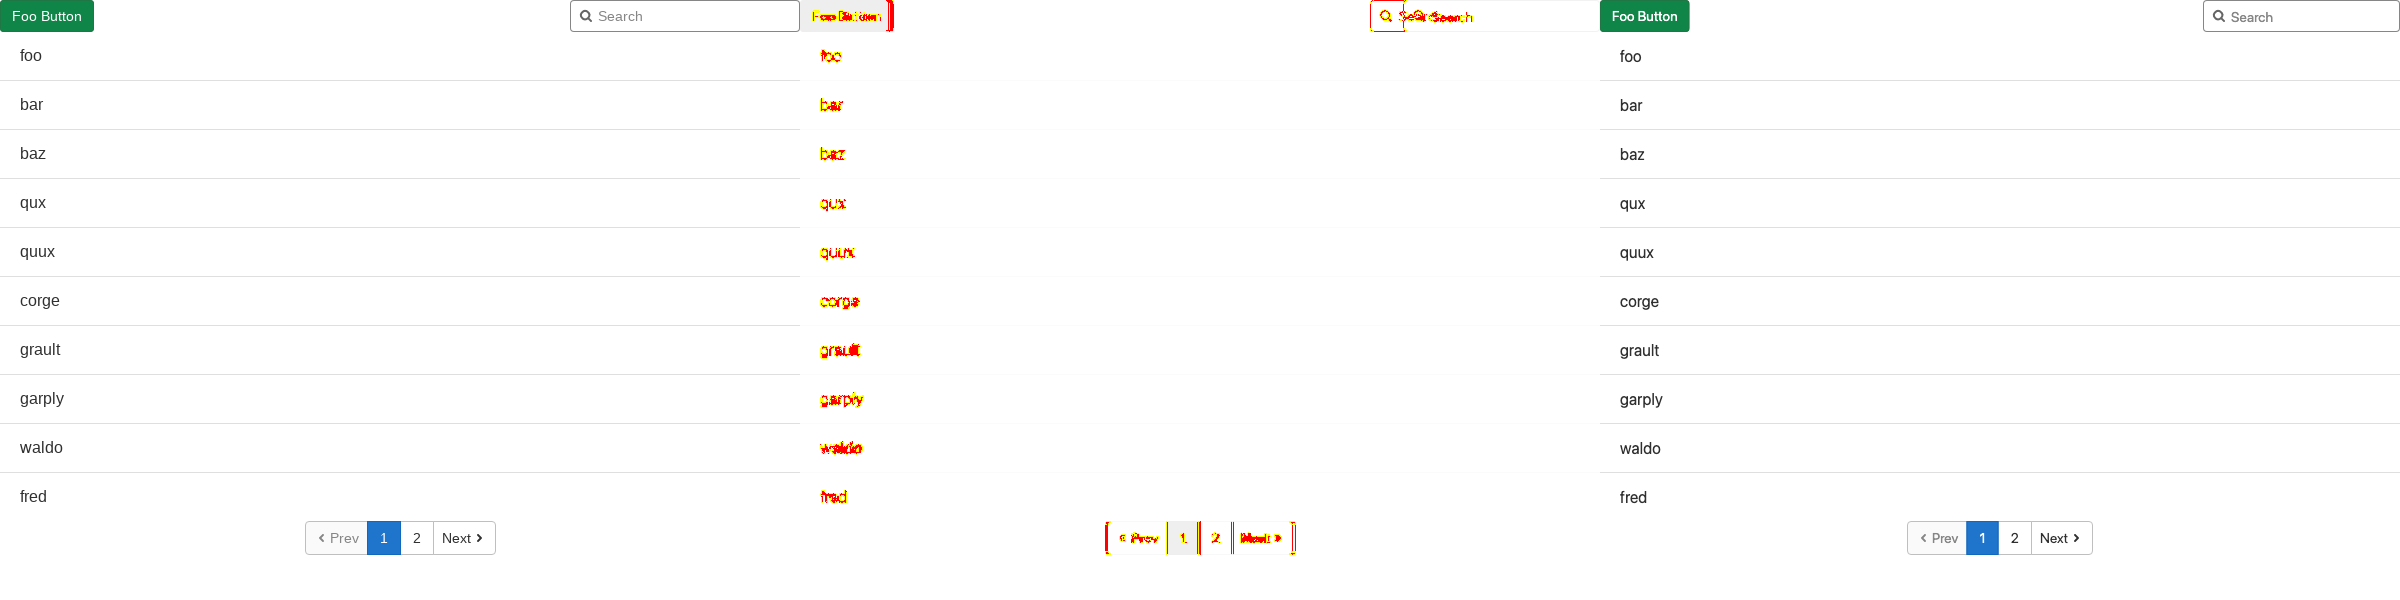 Foo Button Search Foo Button Search Foo Button Search
foo foo foo
bar bar bar
baz baz baz
qux qux qux
quux quux quux
corge corge corge
grault grault grault
garply garply garply
waldo waldo waldo
fred fred fred
Prev 1 2 Next Prev 1 2 Next Prev 1 2 Next